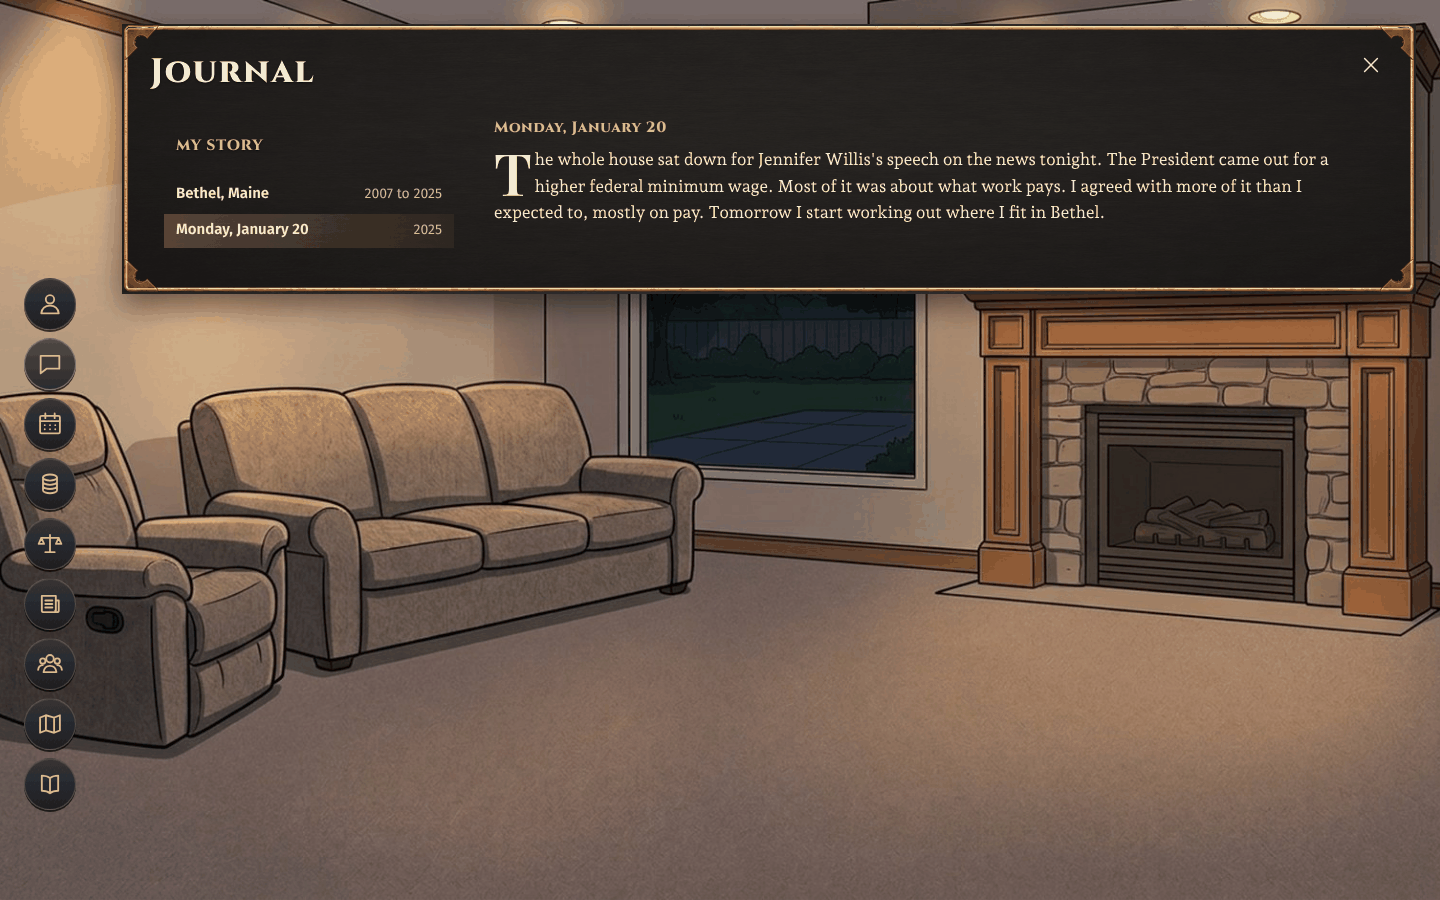 Journal
MY STORY
Bethel, Maine 2007 to 2025
Monday, January 20 2025
Monday, January 20
The whole house sat down for Jennifer Willis's speech on the news tonight. The President came out for a
higher federal minimum wage. Most of it was about what work pays. I agreed with more of it than I
expected to, mostly on pay. Tomorrow I start working out where I fit in Bethel.